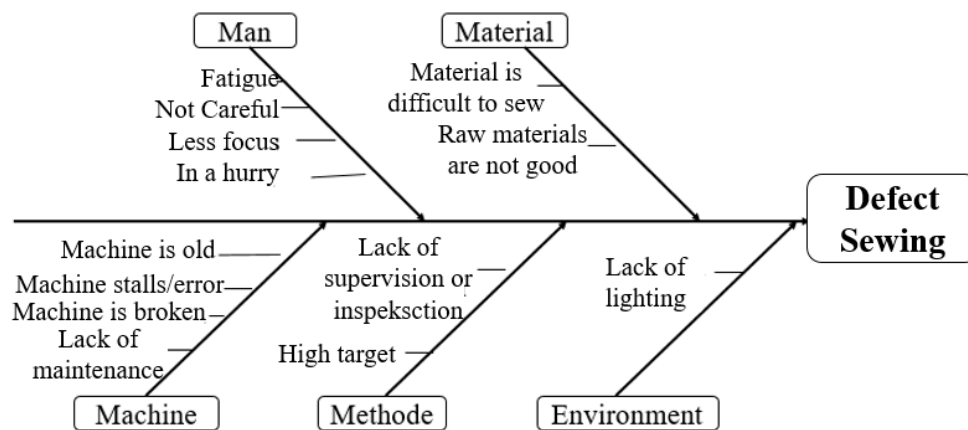 Man
Fatigue
Not Careful
Less focus
In a hurry
Material
Material is
difficult to sew
Raw materials
are not good
Defect
Sewing
Machine is old
Machine stalls/error
Machine is broken
Lack of
maintenance
Machine
Lack of
supervision or
inspeksction
High target
Methode
Lack of
lighting
Environment